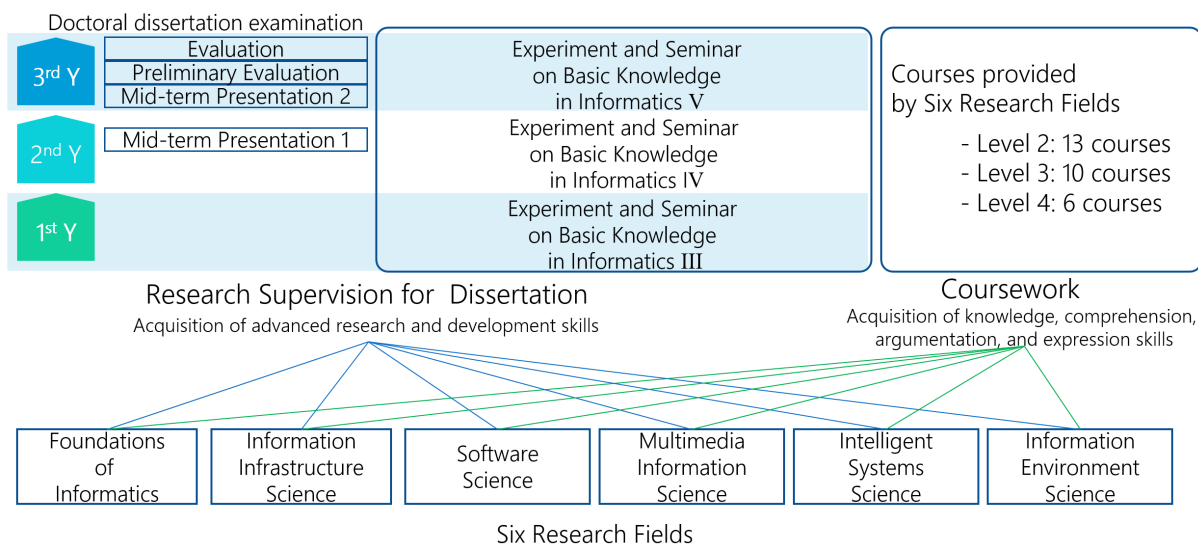 Doctoral dissertation examination
3rd Y
Evaluation
Preliminary Evaluation
Mid-term Presentation 2
Experiment and Seminar
on Basic Knowledge
in Informatics V
2nd Y
Mid-term Presentation 1
Experiment and Seminar
on Basic Knowledge
in Informatics IV
1st Y
Experiment and Seminar
on Basic Knowledge
in Informatics III
Courses provided
by Six Research Fields
- Level 2: 13 courses
- Level 3: 10 courses
- Level 4: 6 courses
Research Supervision for Dissertation
Acquisition of advanced research and development skills
Coursework
Acquisition of knowledge, comprehension,
argumentation, and expression skills
Foundations
of
Informatics
Information
Infrastructure
Science
Software
Science
Multimedia
Information
Science
Intelligent
Systems
Science
Information
Environment
Science
Six Research Fields